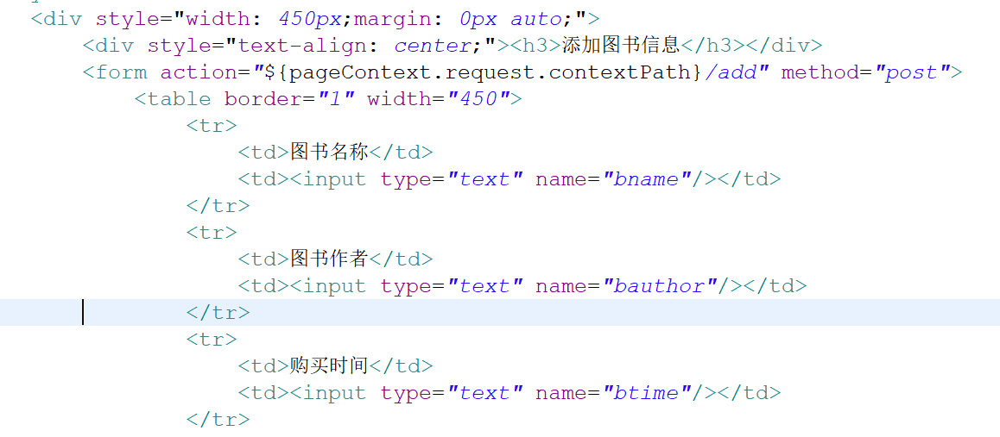 <div style="width: 450px;margin: 0px auto;">
<div style="text-align: center;"><h3>添加图书信息</h3></div>
<form action="${pageContext.request.contextPath}/add" method="post">
<table border="1" width="450">
<tr>
<td>图书名称</td>
<td><input type="text" name="bname"/></td>
</tr>
<tr>
<td>图书作者</td>
<td><input type="text" name="bauthor"/></td>
</tr>
<tr>
<td>购买时间</td>
<td><input type="text" name="btime"/></td>
</tr>